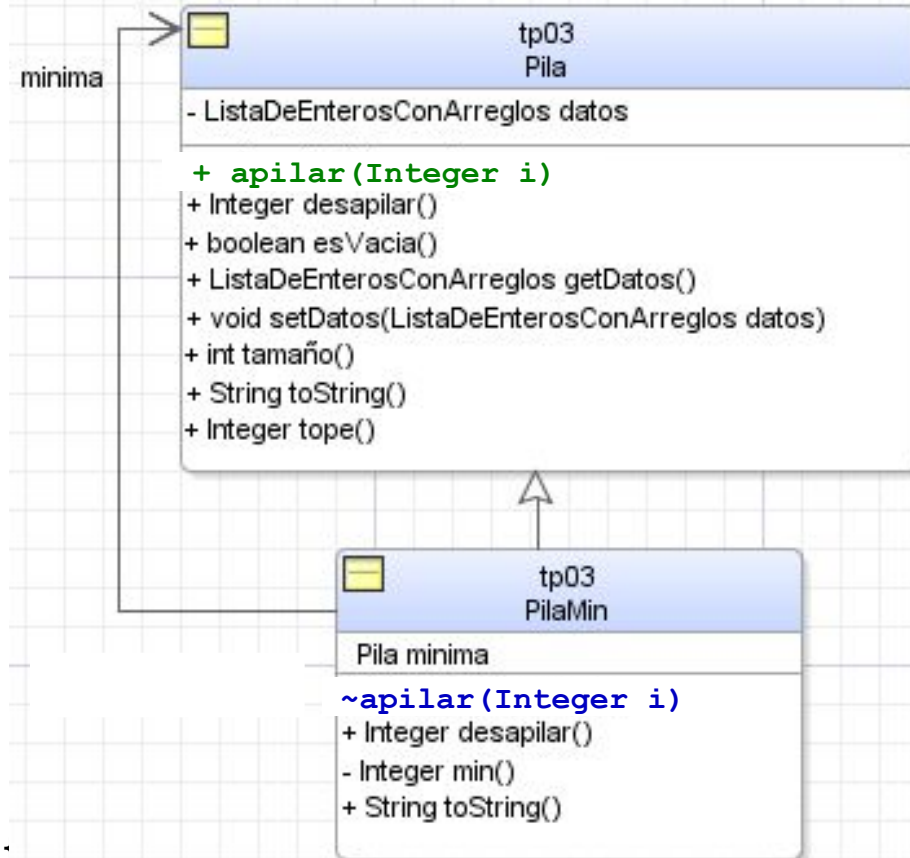 minima
tp03
Pila
- ListaDeEnterosConArreglos datos
+ apilar(Integer i)
+ Integer desapilar()
+ boolean esVacia()
+ ListaDeEnterosConArreglos getDatos()
+ void setDatos(ListaDeEnterosConArreglos datos)
+ int tamaño()
+ String toString()
+ Integer tope()
tp03
PilaMin
Pila minima
~apilar(Integer i)
+ Integer desapilar()
- Integer min()
+ String toString()